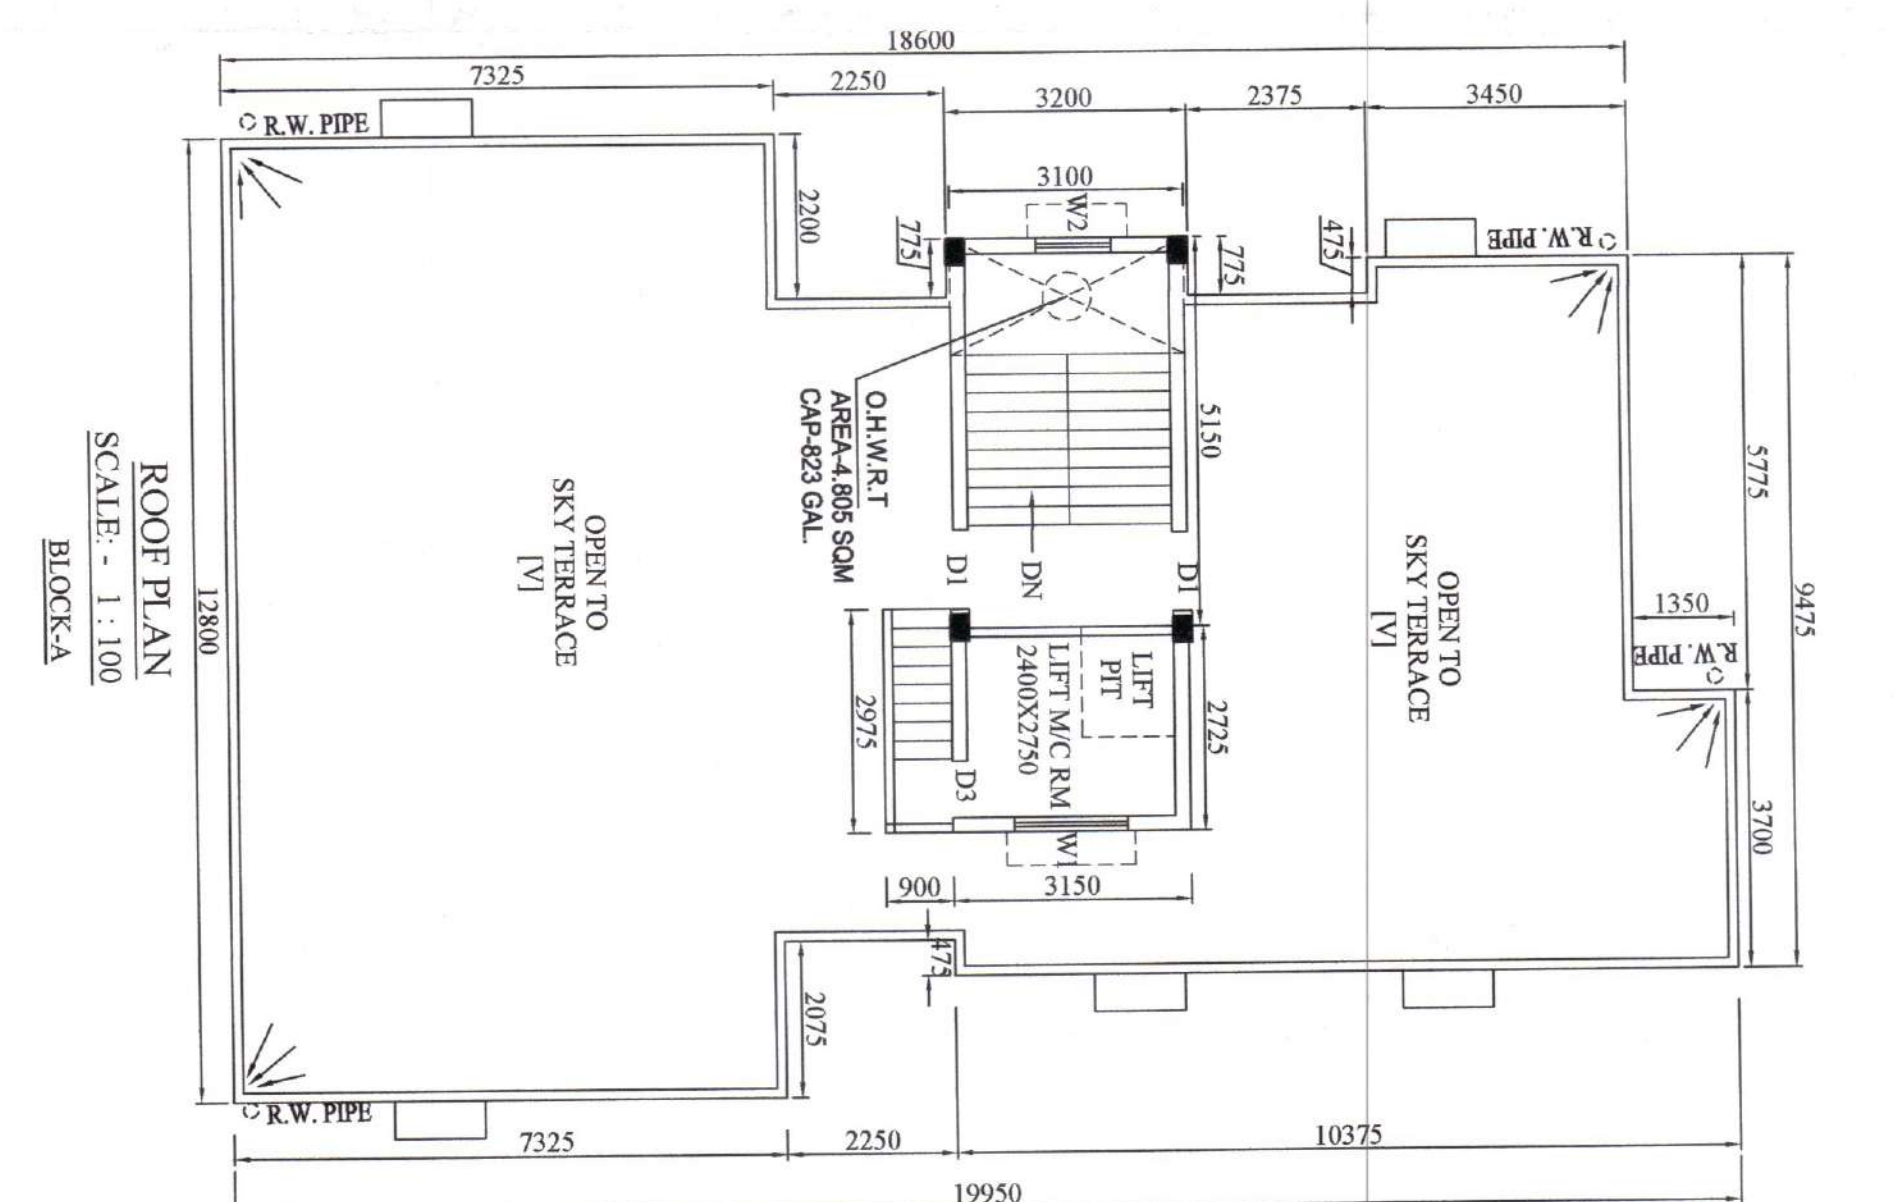 18600
7325
2250
3200
2375
3450
R.W. PIPE
3100
W2
2200
775
775
475
R.W. PIPE
O.H.W.R.T
AREA-4.805 SQM
CAP-823 GAL.
5150
5775
9475
ROOF PLAN
SCALE: - 1 : 100
BLOCK-A
12800
OPEN TO
SKY TERRACE
[V]
D1
DN
D1
OPEN TO
SKY TERRACE
[V]
1350
R.W. PIPE
LIFT
PIT
LIFT M/C RM
2400X2750
2975
2725
D3
3700
W1
900
3150
475
2075
R.W. PIPE
7325
2250
10375
19950